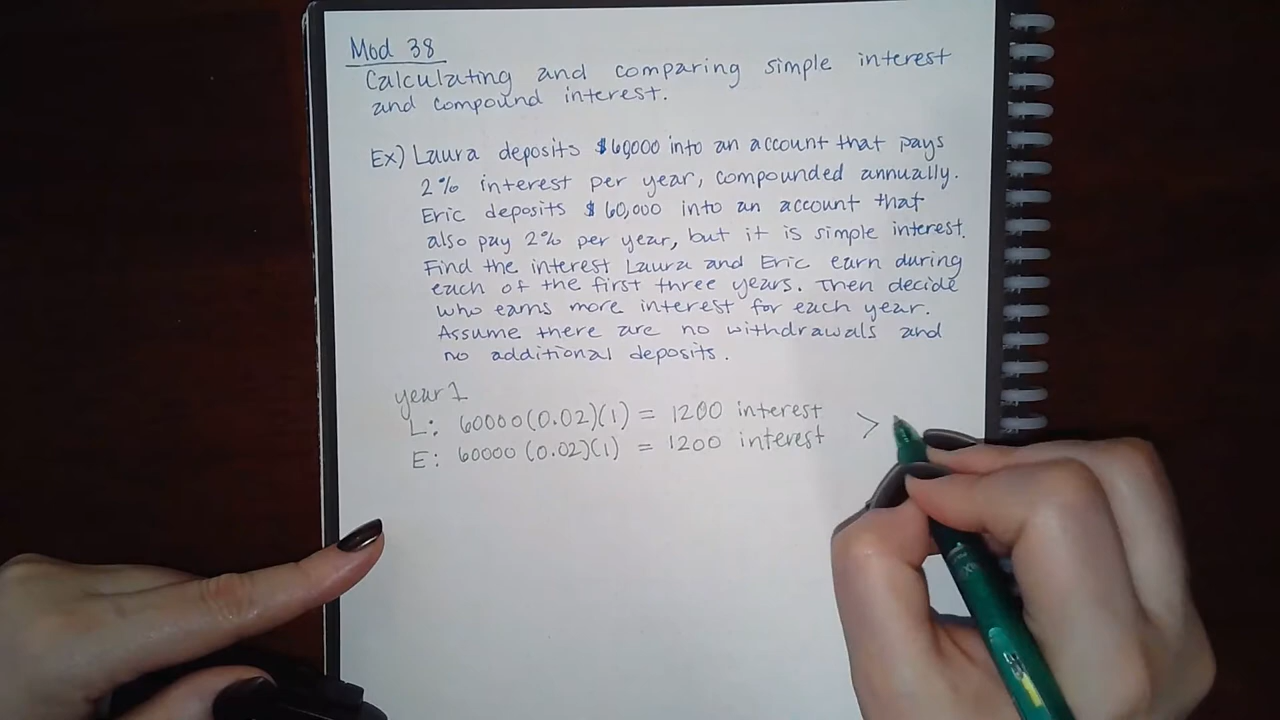 Mod 38
Calculating and comparing simple interest
and compound interest.
Ex) Laura deposits $60000 into an account that pays
2% interest per year, compounded annually.
Eric deposits $60,000 into an account that
also pay 2% per year, but it is simple interest.
Find the interest Laura and Eric earn during
each of the first three years. Then decide
who earns more interest for each year.
Assume there are no withdrawals and
no additional deposits.
year 1
L: 60000(0.02)(1) = 1200 interest >
E: 60000(0.02)(1) = 1200 interest